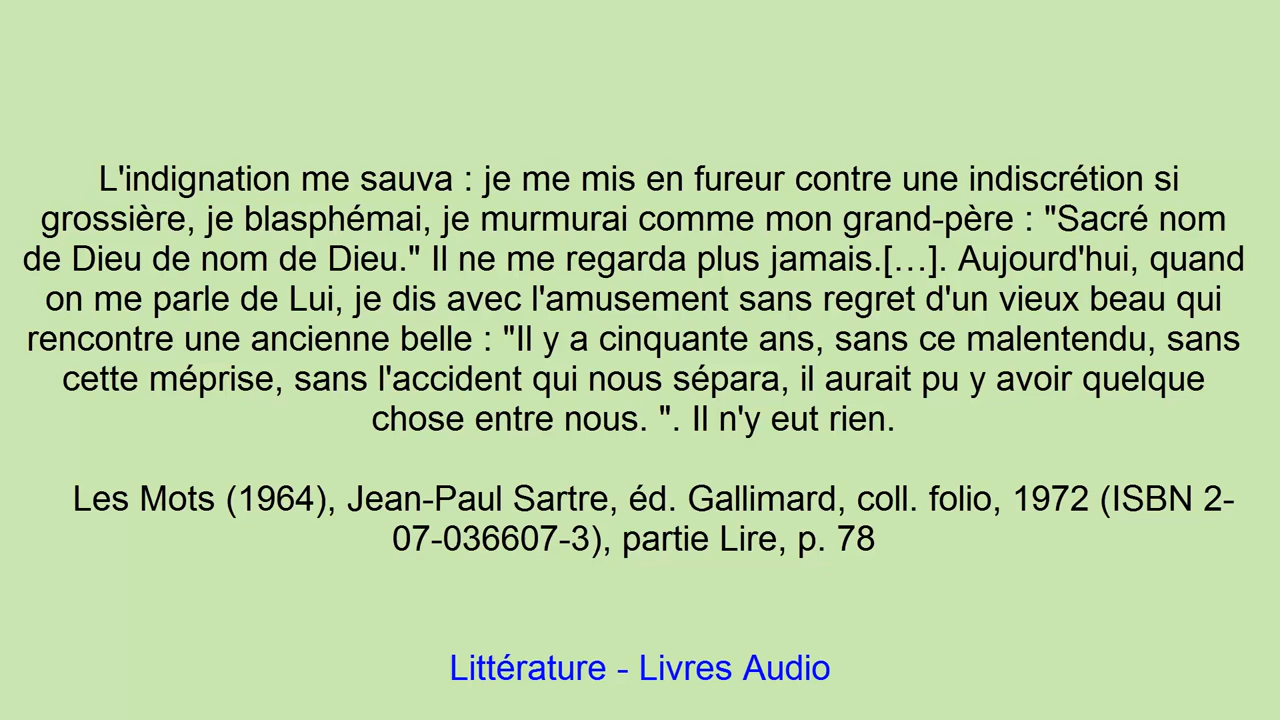 L'indignation me sauva : je me mis en fureur contre une indiscrétion si
grossière, je blasphémai, je murmurai comme mon grand-père : "Sacré nom
de Dieu de nom de Dieu." Il ne me regarda plus jamais.[…]. Aujourd'hui, quand
on me parle de Lui, je dis avec l'amusement sans regret d'un vieux beau qui
rencontre une ancienne belle : "Il y a cinquante ans, sans ce malentendu, sans
cette méprise, sans l'accident qui nous sépara, il aurait pu y avoir quelque
chose entre nous. ". Il n'y eut rien.
Les Mots (1964), Jean-Paul Sartre, éd. Gallimard, coll. folio, 1972 (ISBN 2-
07-036607-3), partie Lire, p. 78
Littérature - Livres Audio